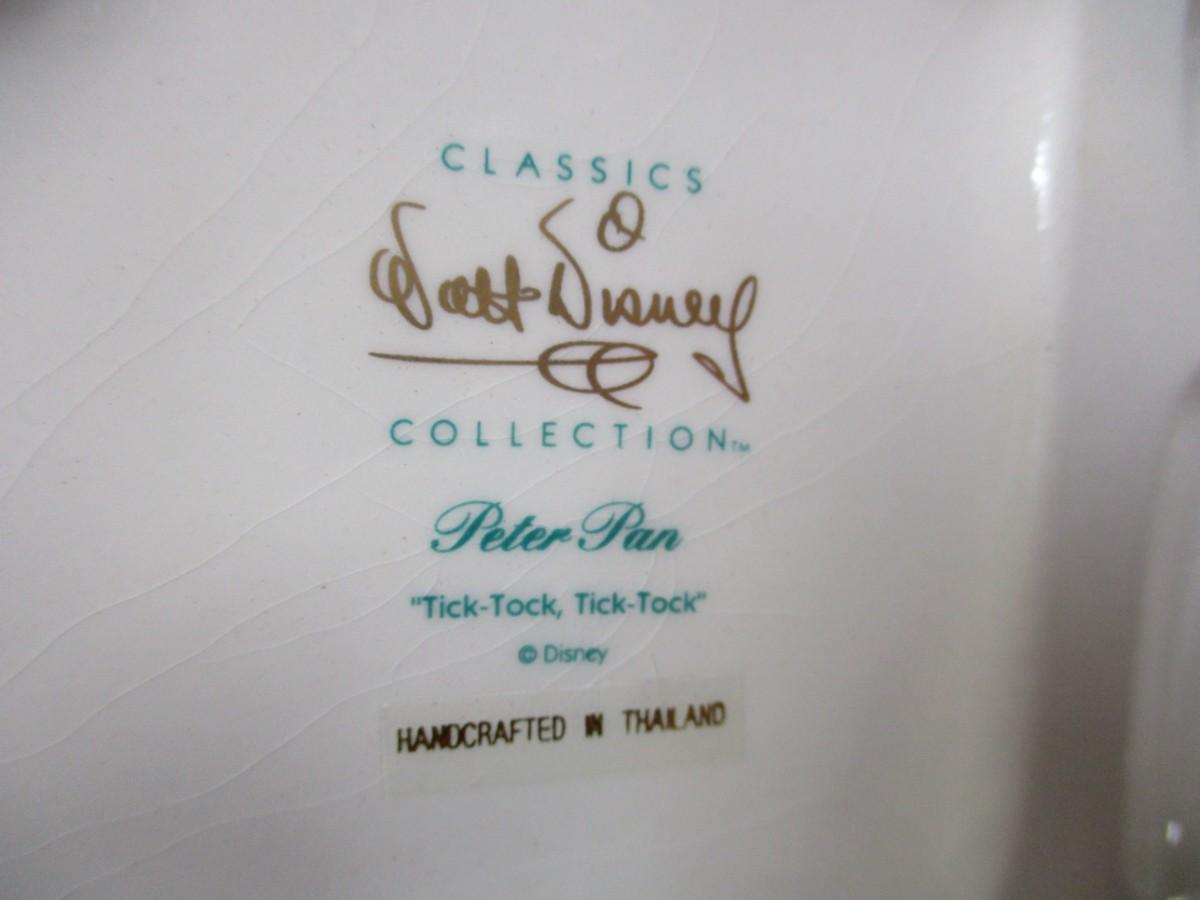 CLASSICS
Walt Disney
COLLECTION™
Peter Pan
"Tick-Tock, Tick-Tock"
© Disney
HANDCRAFTED IN THAILAND